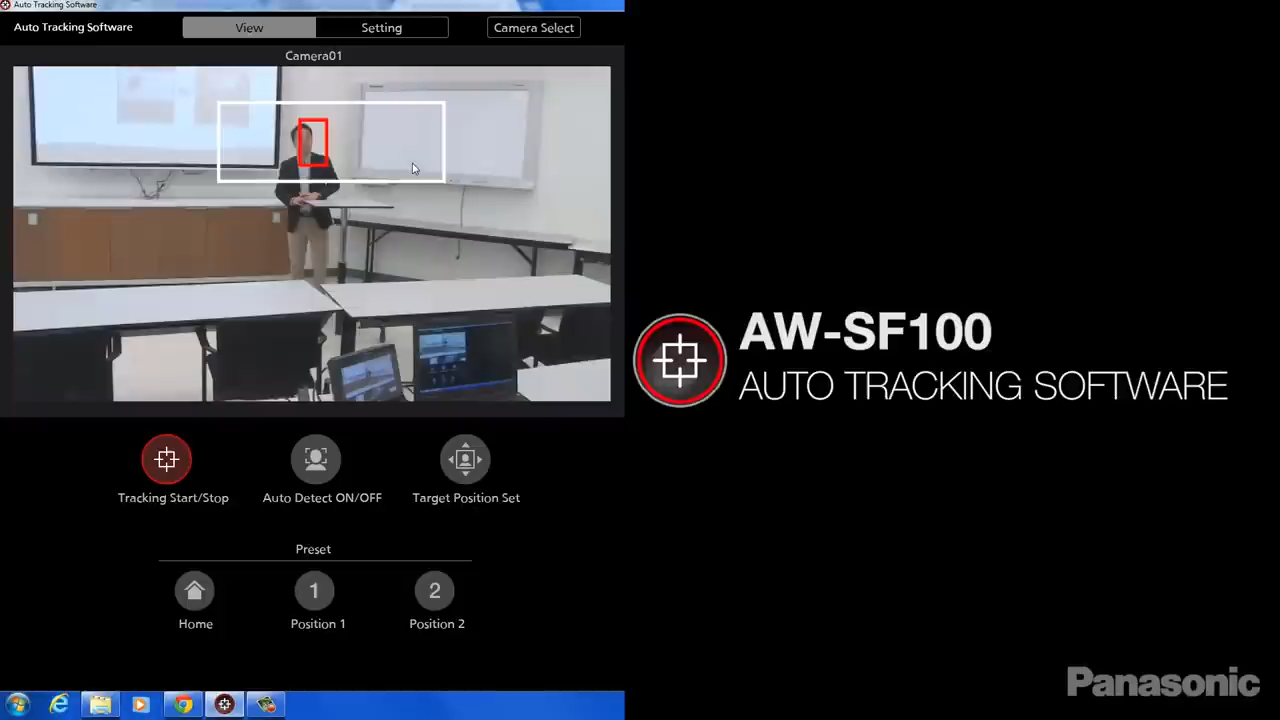 Auto Tracking Software
Auto Tracking Software
View
Setting
Camera Select
Camera01
Tracking Start/Stop
Auto Detect ON/OFF
Target Position Set
Preset
1
2
Home
Position 1
Position 2
AW-SF100
AUTO TRACKING SOFTWARE
Panasonic